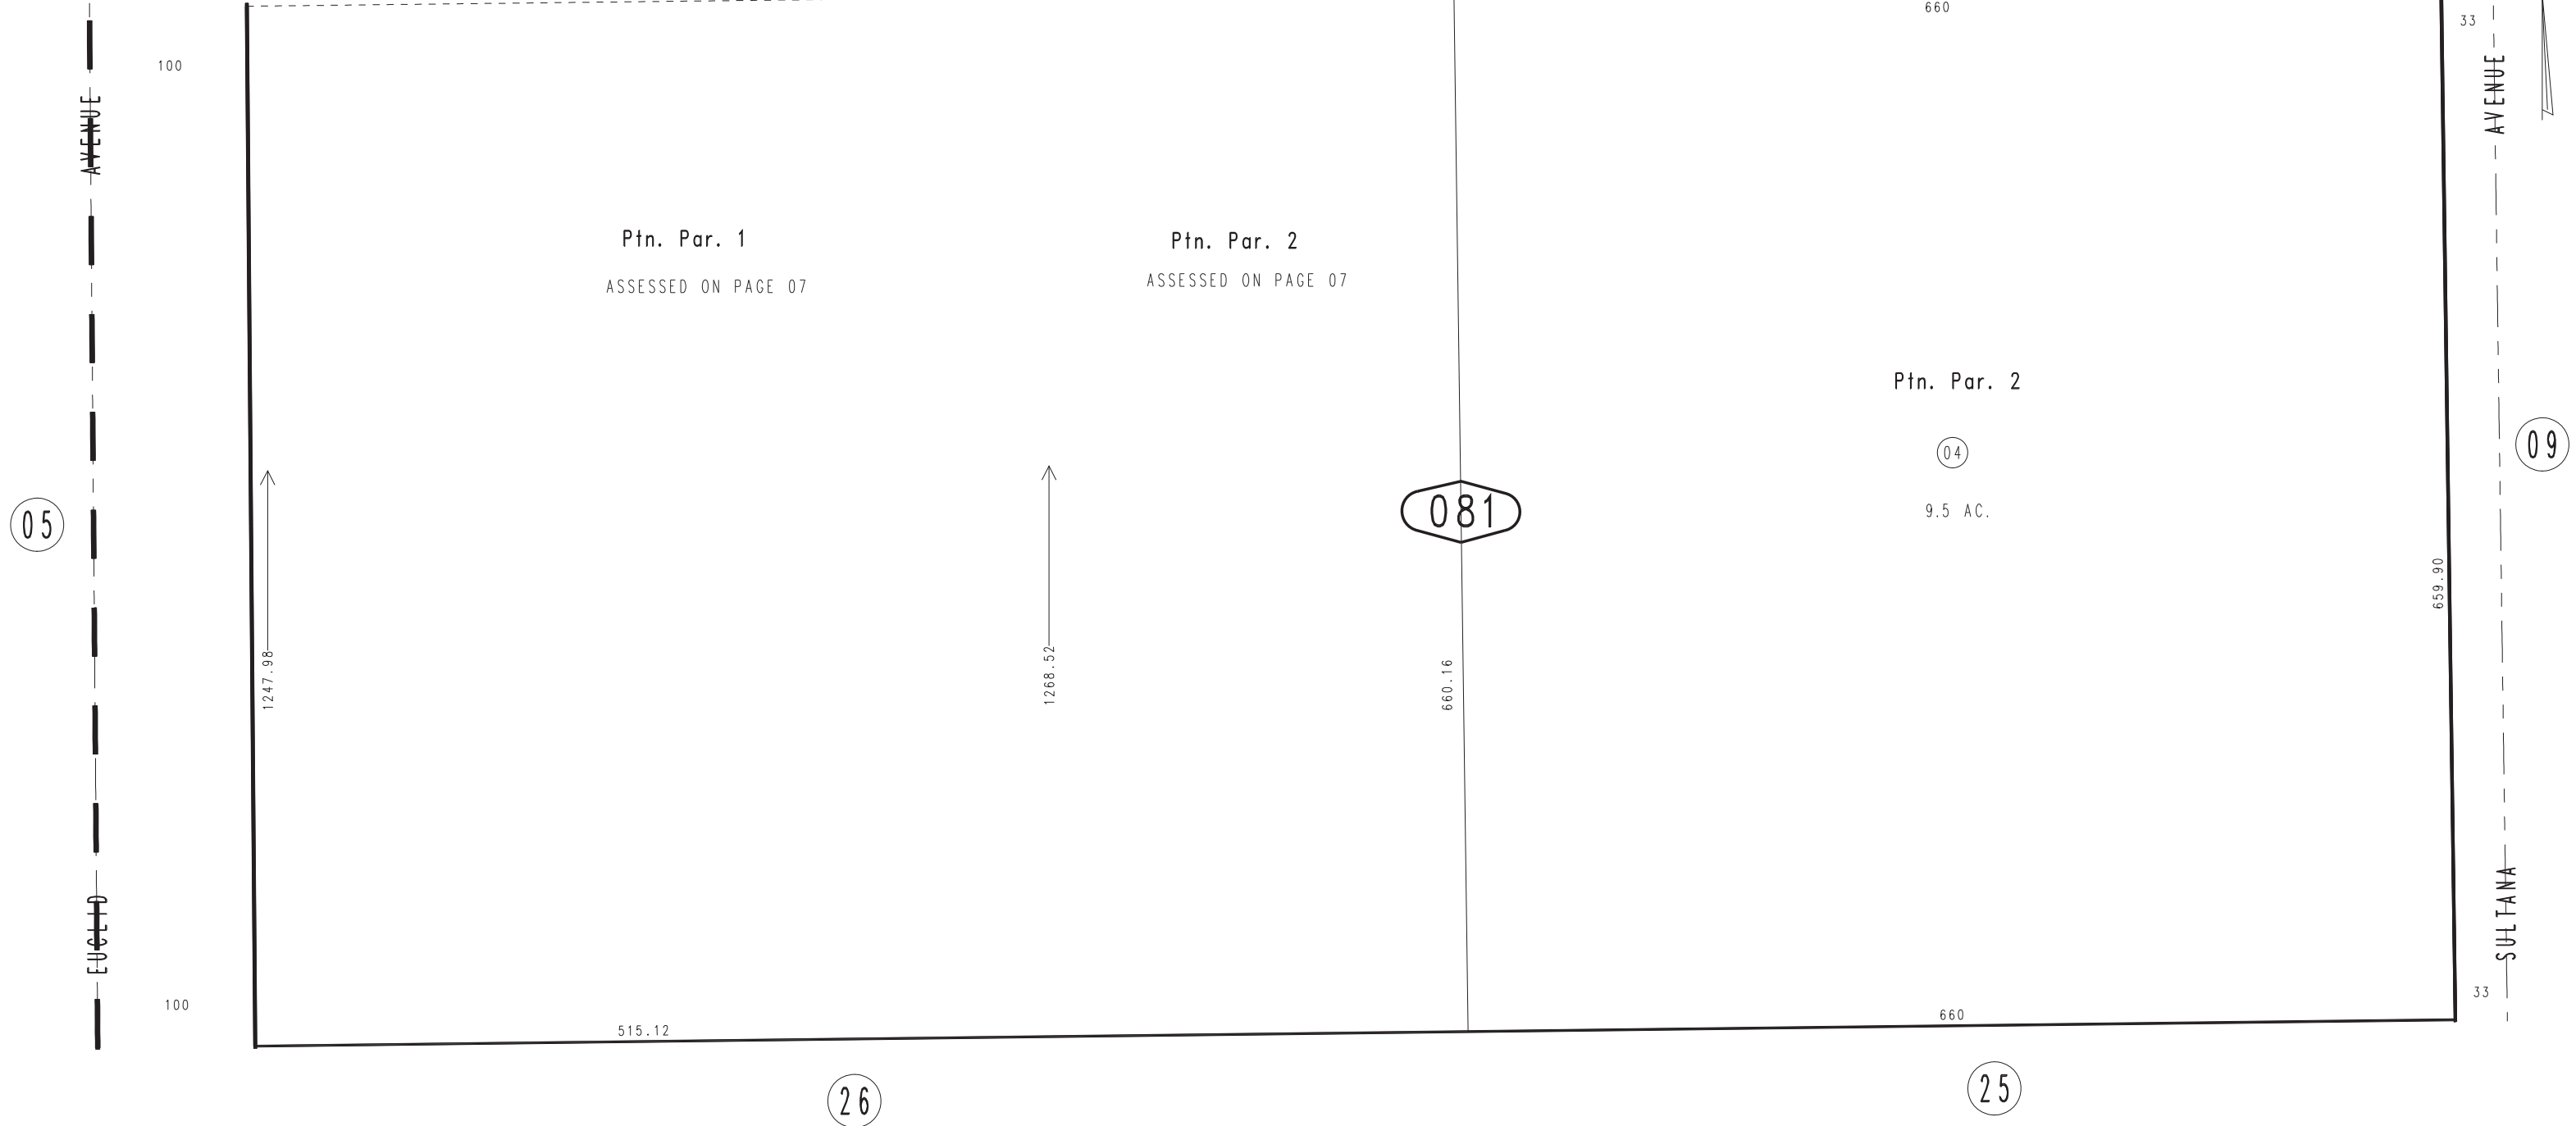 660
33
100
AVENUE
AVENUE
Ptn. Par. 1
ASSESSED ON PAGE 07
Ptn. Par. 2
ASSESSED ON PAGE 07
Ptn. Par. 2
04
9.5 AC.
09
05
081
659.90
1247.98
1268.52
660.16
EUCLID
SULTANA
100
33
515.12
660
26
25